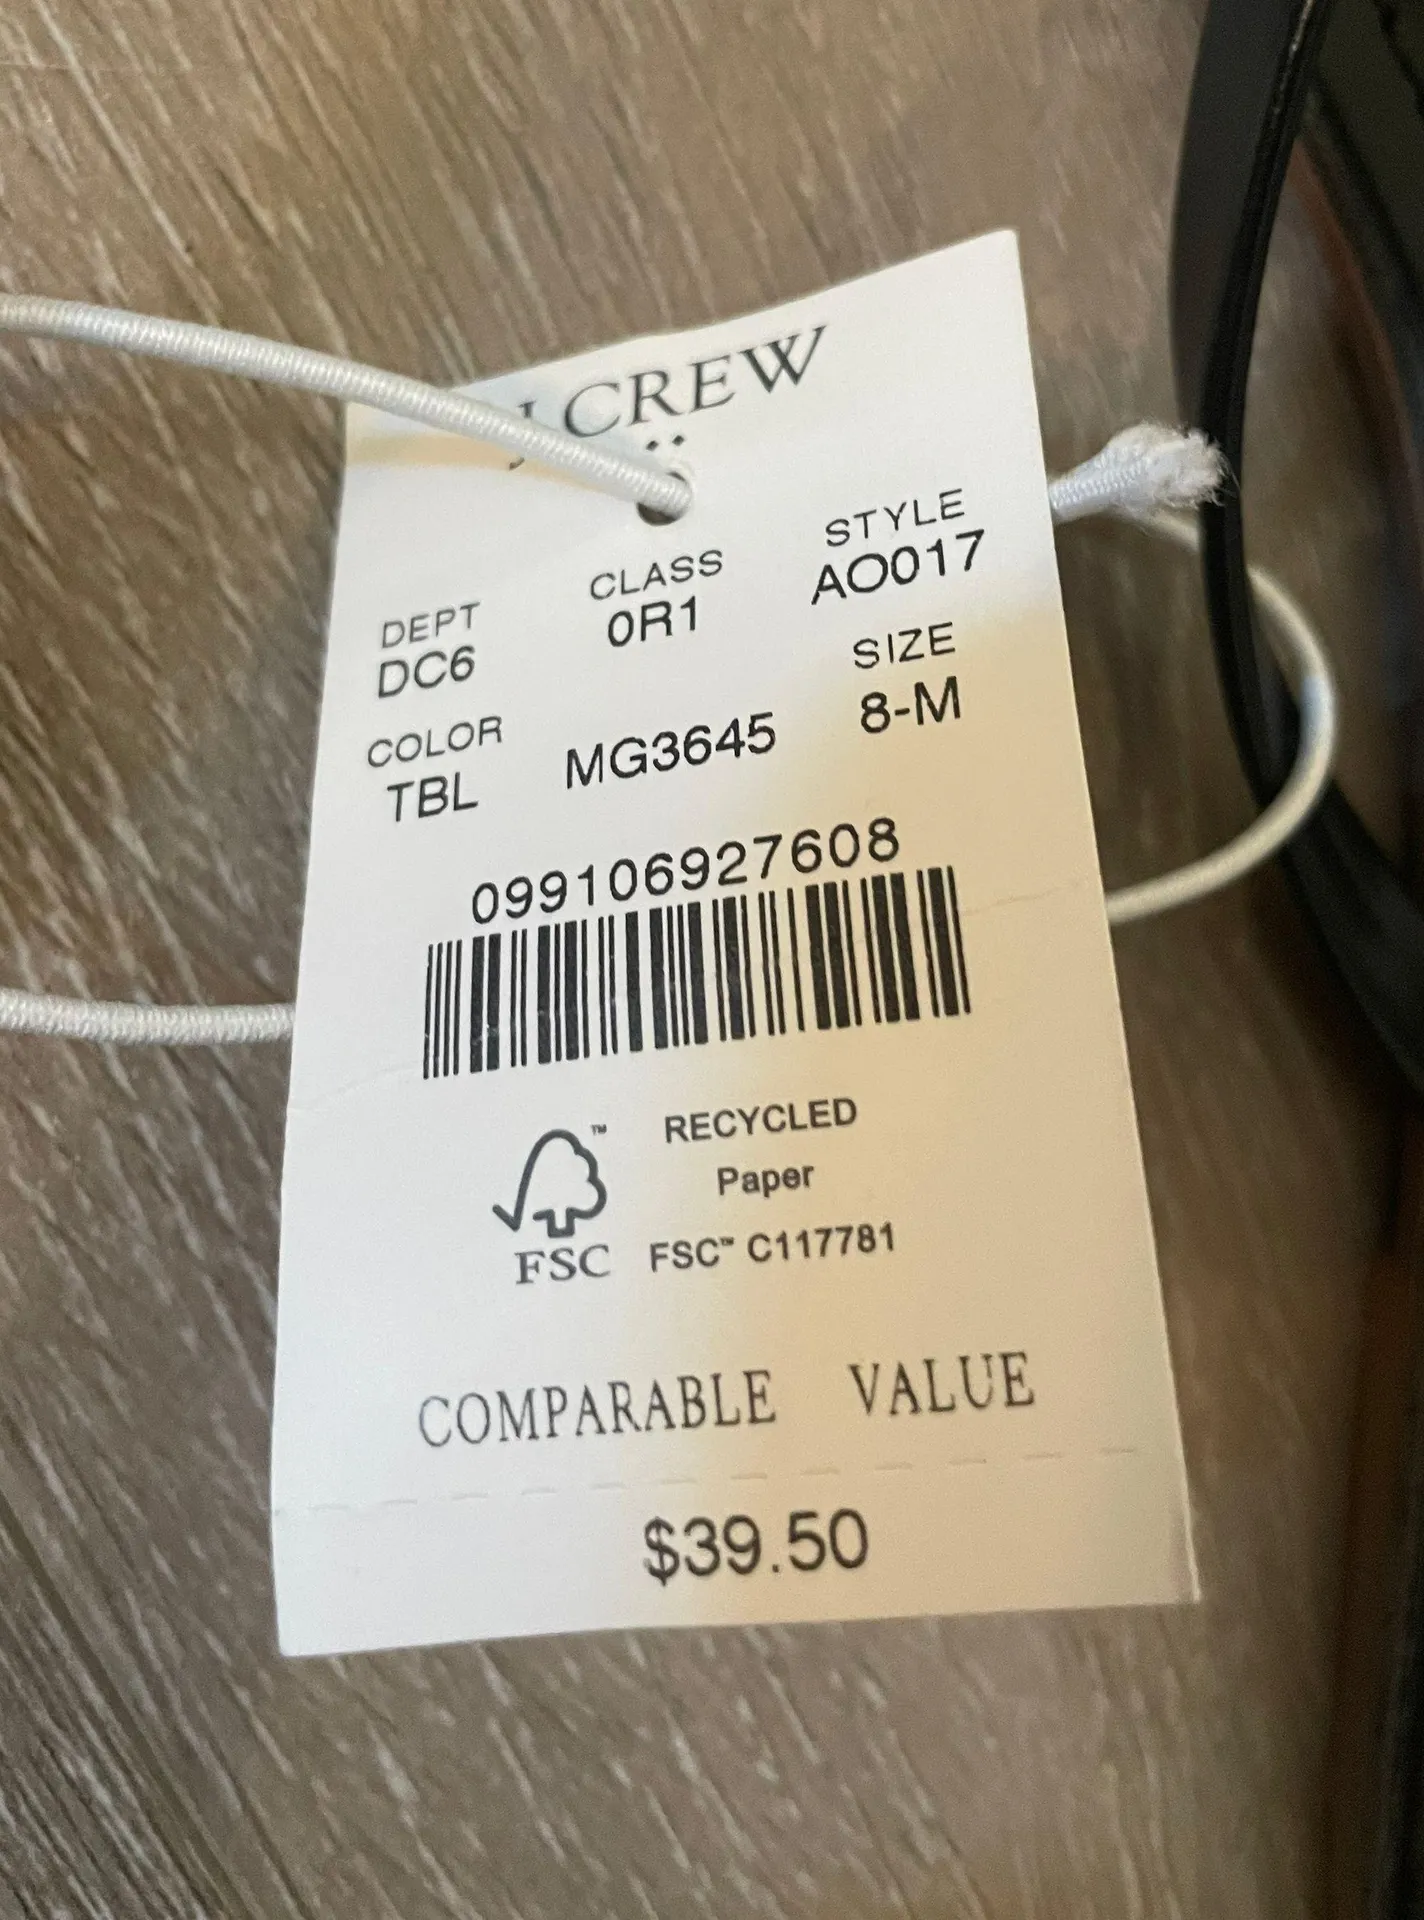 J.CREW
DEPT CLASS STYLE
DC6 0R1 AO017
COLOR SIZE
TBL MG3645 8-M
099106927608
RECYCLED
Paper
FSC™ C117781
™
FSC
COMPARABLE VALUE
$39.50